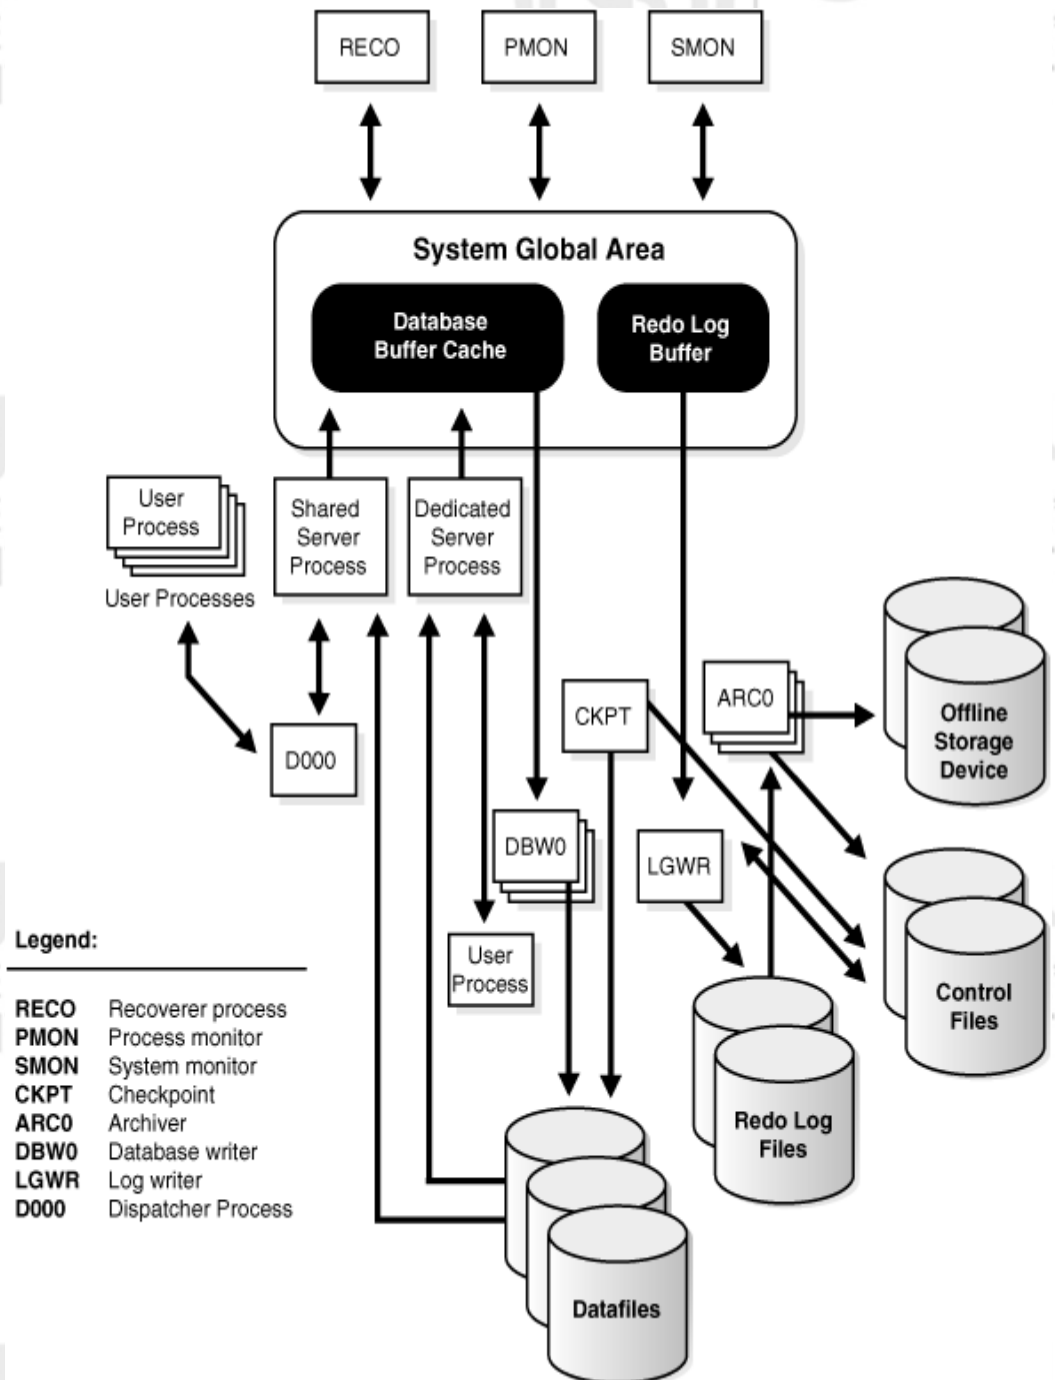 RECO
PMON
SMON
System Global Area
Database
Buffer Cache
Redo Log
Buffer
User
Process
User Processes
Shared
Server
Process
Dedicated
Server
Process
D000
CKPT
ARC0
Offline
Storage
Device
DBW0
LGWR
User
Process
Control
Files
Redo Log
Files
Datafiles
Legend:
RECO Recoverer process
PMON Process monitor
SMON System monitor
CKPT Checkpoint
ARC0 Archiver
DBW0 Database writer
LGWR Log writer
D000 Dispatcher Process